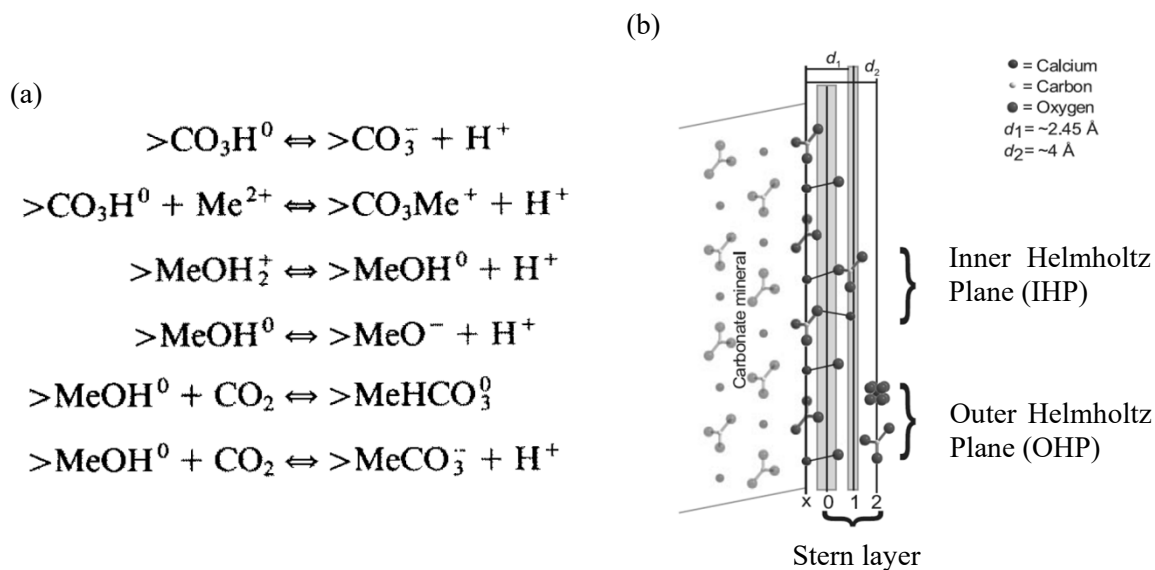 (a)
>CO₃H⁰ ⇔ >CO₃⁻ + H⁺
>CO₃H⁰ + Me²⁺ ⇔ >CO₃Me⁺ + H⁺
>MeOH₂⁺ ⇔ >MeOH⁰ + H⁺
>MeOH⁰ ⇔ >MeO⁻ + H⁺
>MeOH⁰ + CO₂ ⇔ >MeHCO₃⁰
>MeOH⁰ + CO₂ ⇔ >MeCO₃⁻ + H⁺
(b)
d₁
d₂
= Calcium
= Carbon
= Oxygen
d₁= ~2.45 Å
d₂= ~4 Å
Carbonate mineral
Inner Helmholtz
Plane (IHP)
Outer Helmholtz
Plane (OHP)
x 0 1 2
Stern layer